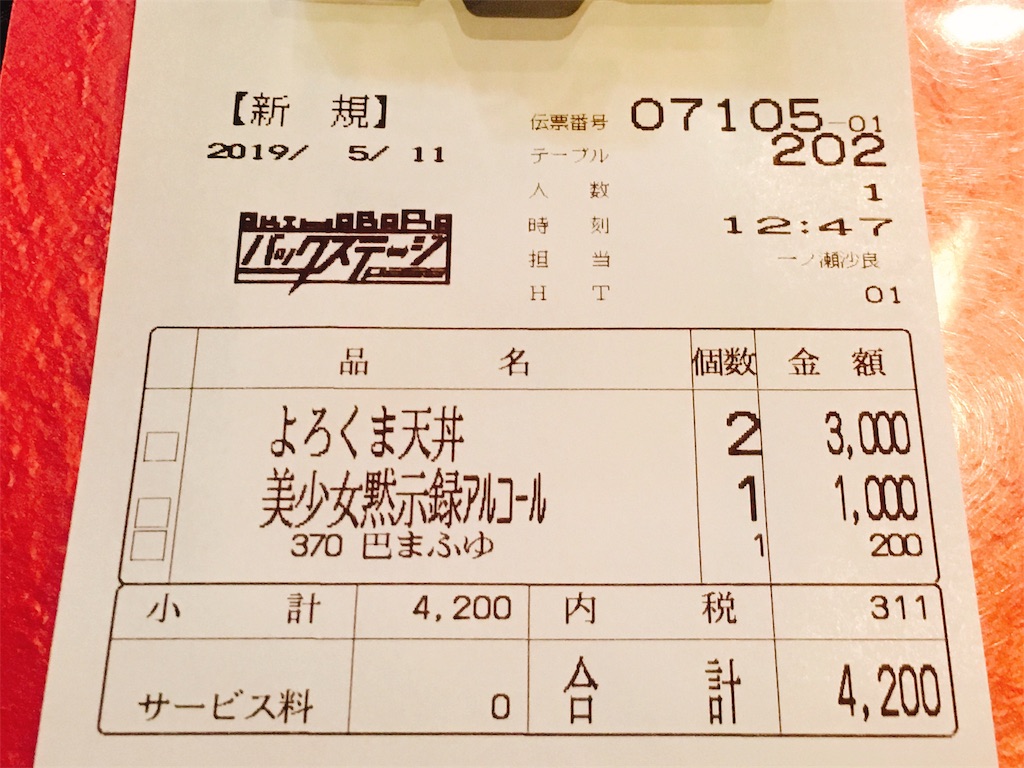 【新 規】
伝票番号 07105-01
2019/ 5/ 11
テーブル 202
人 数 1
AKIHABARA
バックステージ
時 刻 12:47
担 当 一ノ瀬沙良
H T 01
品 名 個数 金 額
よろくま天丼 2 3,000
美少女黙示録アルコール 1 1,000
370 巴まふゆ 1 200
小 計 4,200 内 税 311
サービス料 0 合 計 4,200